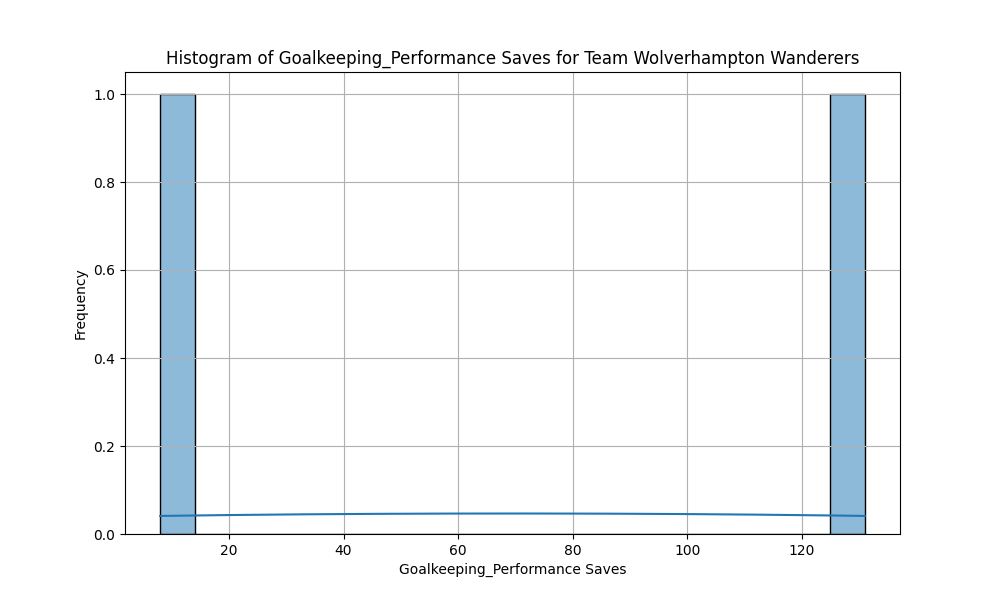 Histogram of Goalkeeping_Performance Saves for Team Wolverhampton Wanderers
1.0
0.8
0.6
0.4
0.2
0.0
Frequency
20 40 60 80 100 120
Goalkeeping_Performance Saves